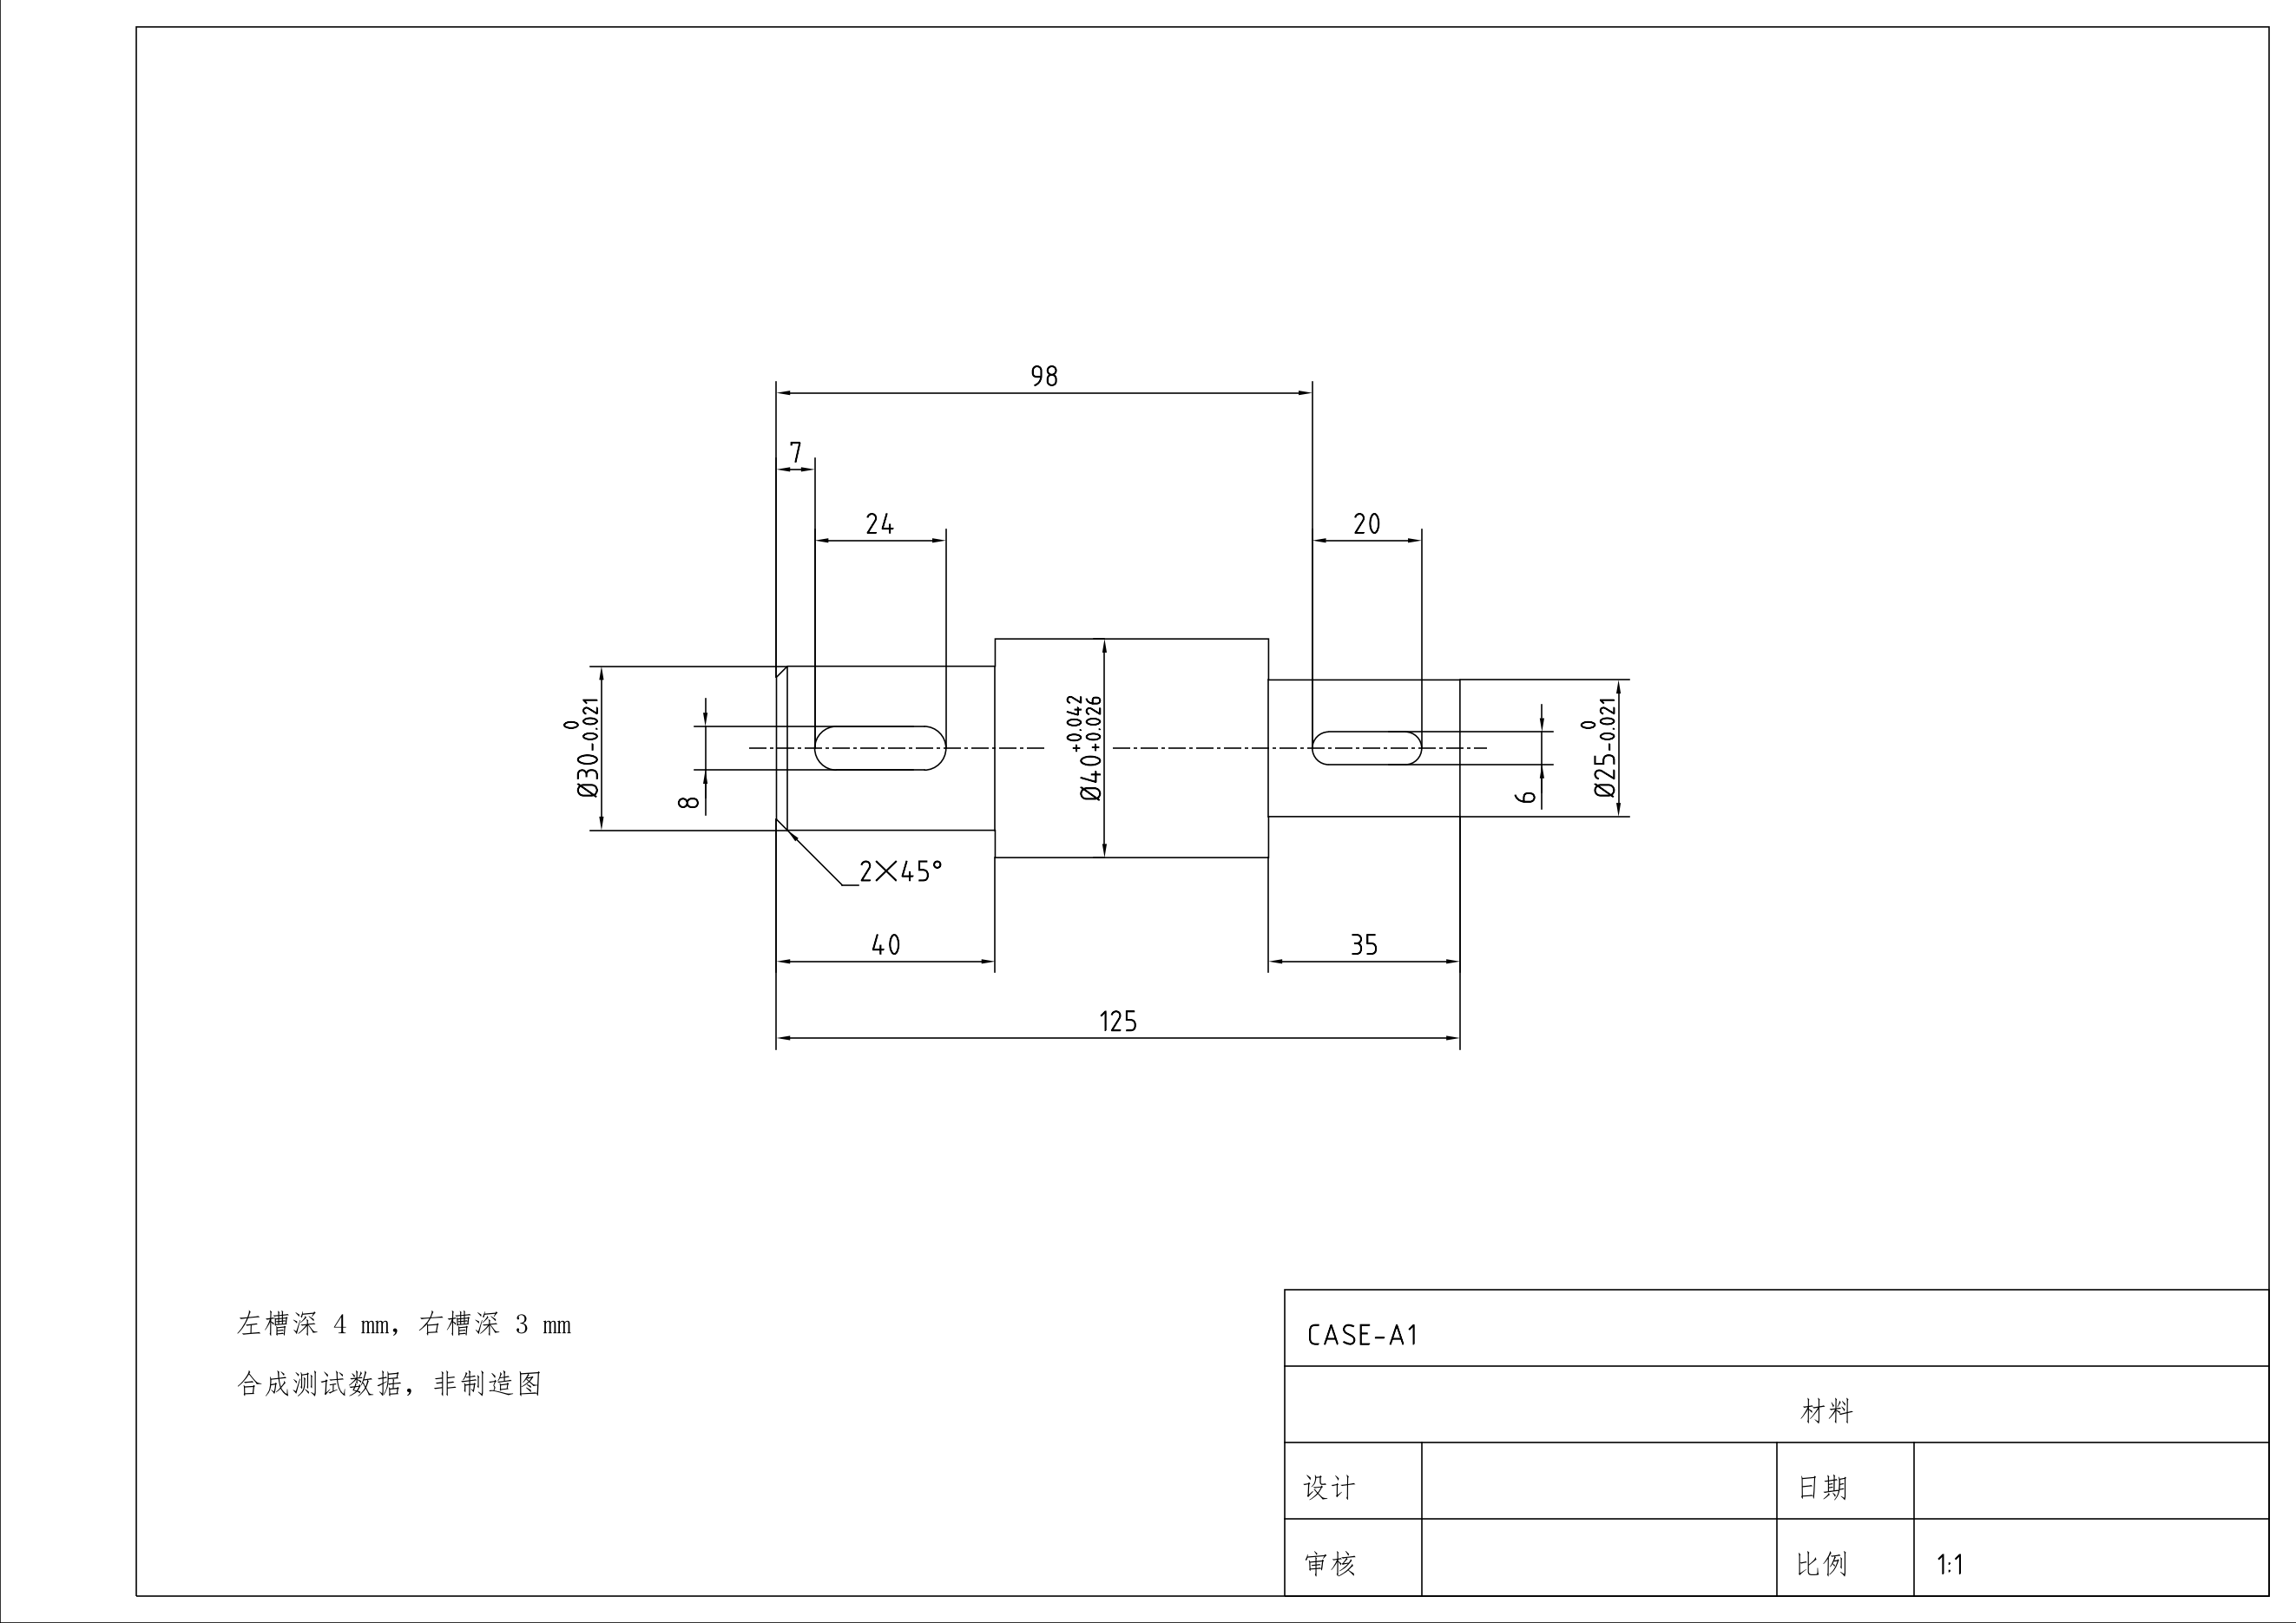 98
7
24
20
Ø30 0 -0.021
8
Ø40 +0.042 +0.026
6
Ø25 0 -0.021
2×45°
40
35
125
左槽深 4 mm, 右槽深 3 mm
合成测试数据, 非制造图
CASE-A1
材料
设计
日期
审核
比例
1:1